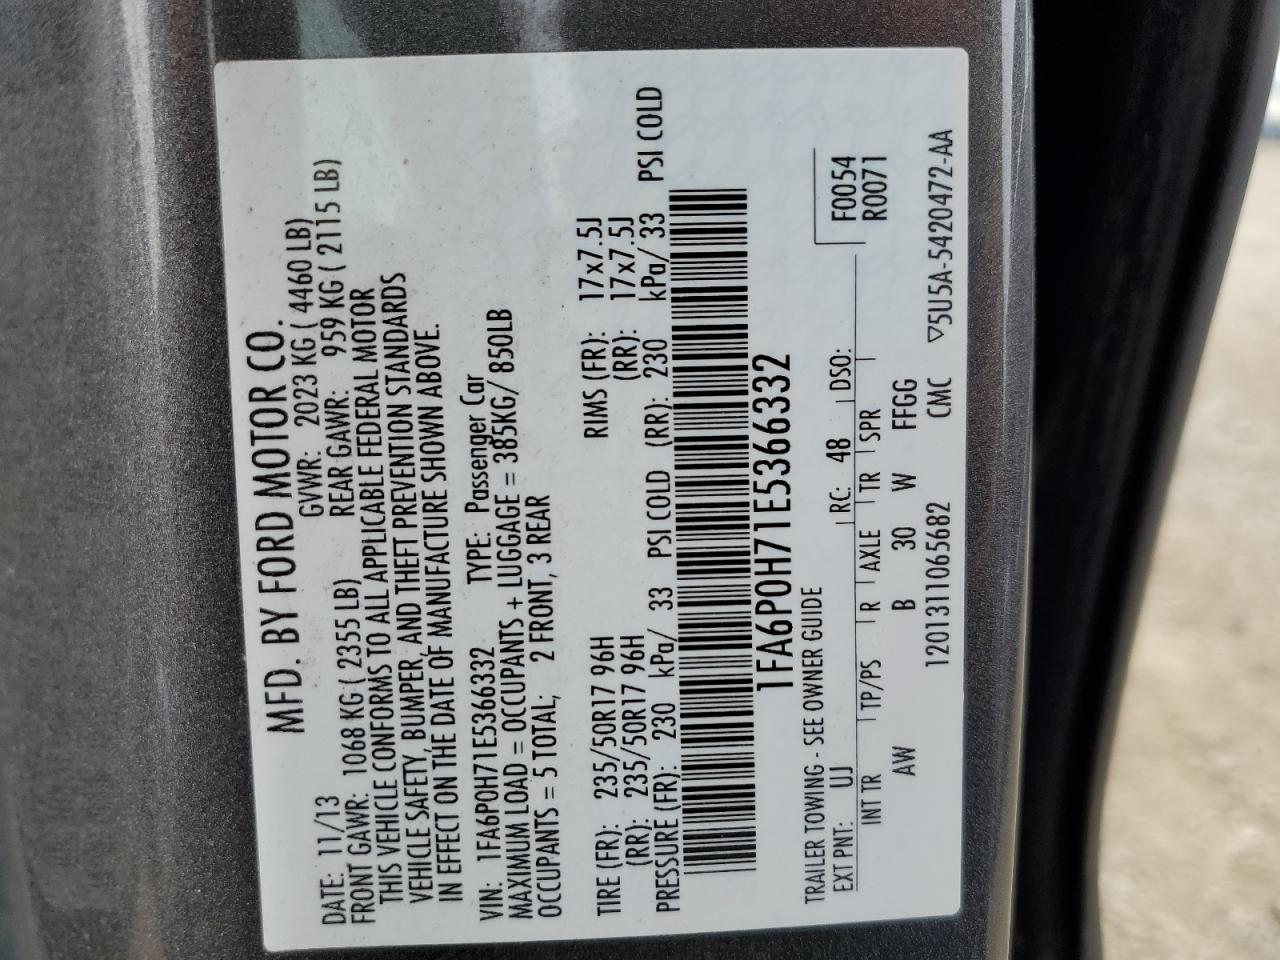 MFD. BY FORD MOTOR CO.
DATE: 11/13 GVWR: 2023 KG ( 4460 LB)
FRONT GAWR: 1068 KG ( 2355 LB) REAR GAWR: 959 KG ( 2115 LB)
THIS VEHICLE CONFORMS TO ALL APPLICABLE FEDERAL MOTOR
VEHICLE SAFETY, BUMPER, AND THEFT PREVENTION STANDARDS
IN EFFECT ON THE DATE OF MANUFACTURE SHOWN ABOVE.
VIN: 1FA6P0H71E5366332 TYPE: Passenger Car
MAXIMUM LOAD = OCCUPANTS + LUGGAGE = 385KG/ 850LB
OCCUPANTS = 5 TOTAL; 2 FRONT, 3 REAR
TIRE (FR): 235/50R17 96H RIMS (FR): 17x7.5J
(RR): 235/50R17 96H (RR): 17x7.5J
PRESSURE (FR): 230 kPa/ 33 PSI COLD (RR): 230 kPa/ 33 PSI COLD
1FA6P0H71E5366332
TRAILER TOWING - SEE OWNER GUIDE
F0054
R0071
EXT PNT: UJ RC: 48 DSO:
INT TR TP/PS R AXLE TR SPR
AW B 30 W FFGG
1201311065682 CMC ▽5U5A-5420472-AA